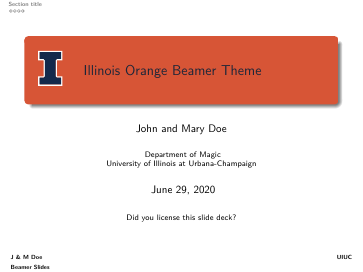 Section title
Illinois Orange Beamer Theme
John and Mary Doe
Department of Magic
University of Illinois at Urbana-Champaign
June 29, 2020
Did you license this slide deck?
J & M Doe
UIUC
Beamer Slides